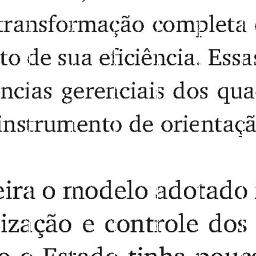 transformação completa
to de sua eficiência. Essas
ncias gerenciais dos qua
instrumento de orientaçã
eira o modelo adotado
ização e controle dos
o o Estado tinha pouc